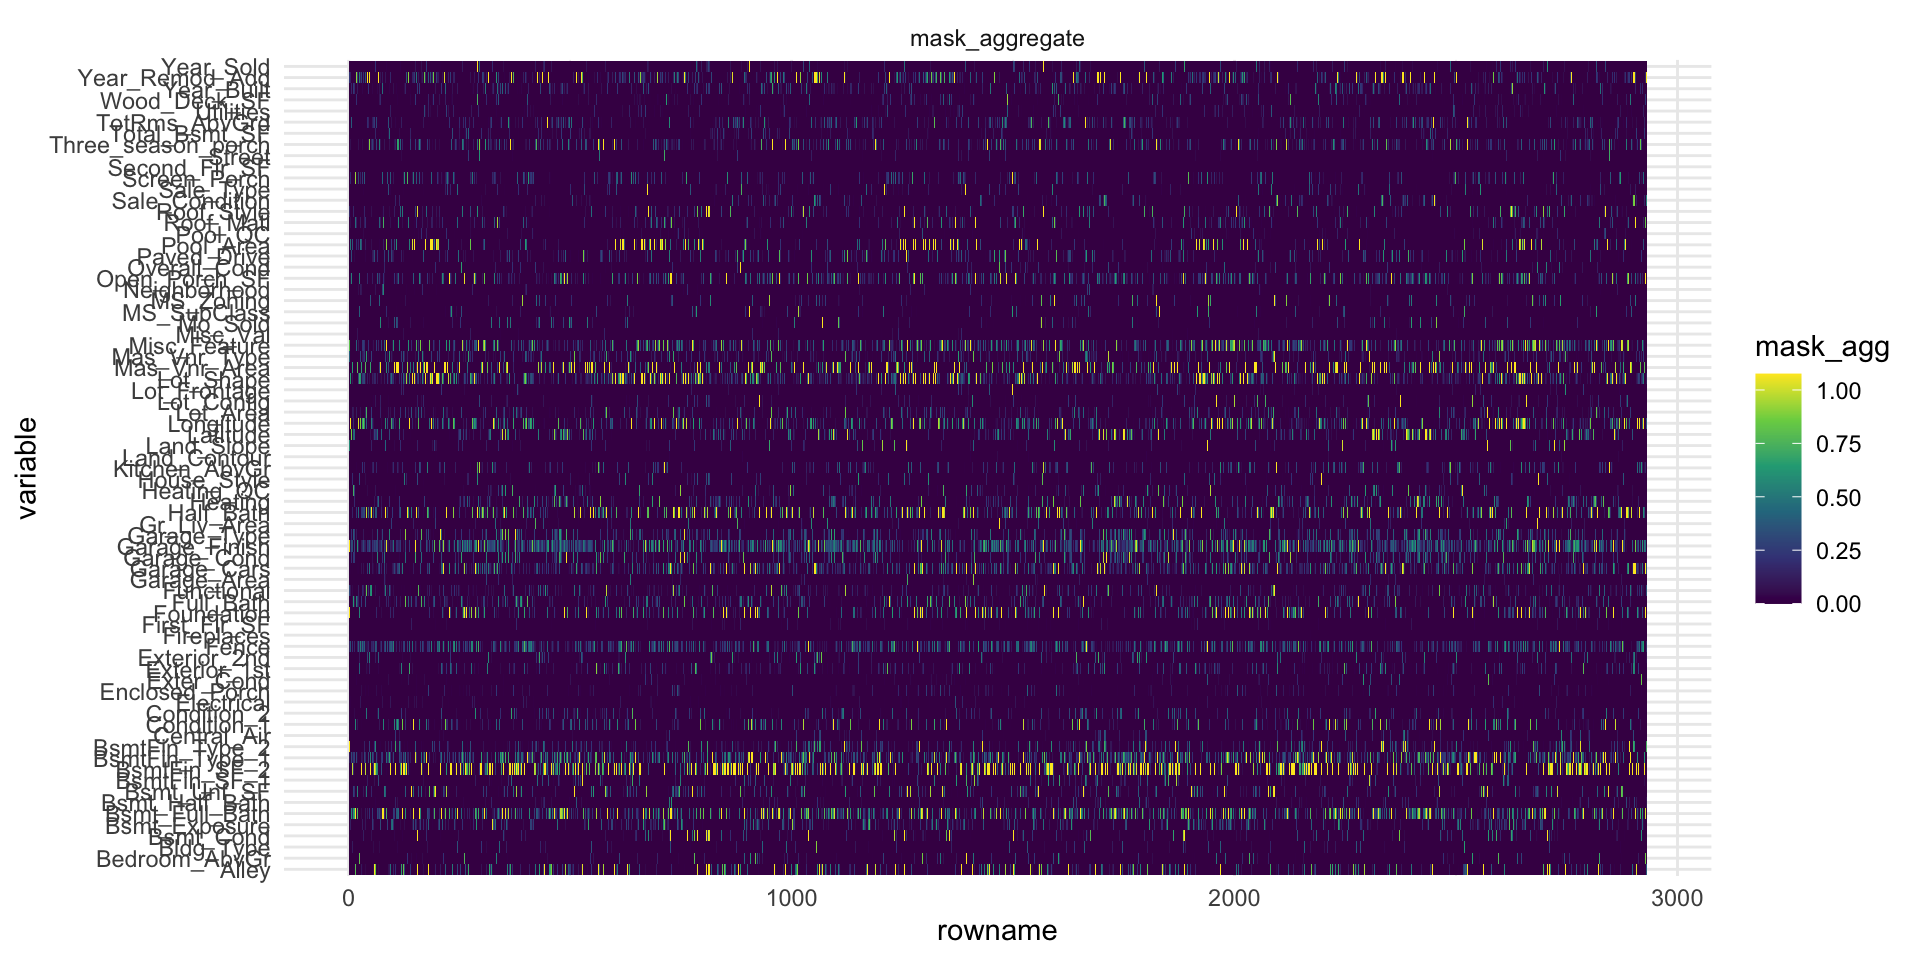 mask_aggregate
Year_Sold
Year_Remod_Add
Year_Built
Wood_Deck_SF
Utilities
TotRms_AbvGrd
Total_Bsmt_SF
Three_season_porch
Street
Second_Flr_SF
Screen_Porch
Sale_Type
Sale_Condition
Roof_Style
Roof_Matl
Pool_QC
Pool_Area
Paved_Drive
Overall_Cond
Open_Porch_SF
Neighborhood
MS_Zoning
MS_SubClass
Mo_Sold
Misc_Val
Misc_Feature
Mas_Vnr_Type
Mas_Vnr_Area
Lot_Shape
Lot_Frontage
Lot_Config
Lot_Area
Longitude
Latitude
Land_Slope
Land_Contour
Kitchen_AbvGr
House_Style
Heating_QC
Heating
Half_Bath
Gr_Liv_Area
Garage_Type
Garage_Finish
Garage_Cond
Garage_Cars
Garage_Area
Functional
Full_Bath
Foundation
First_Flr_SF
Fireplaces
Fence
Exterior_2nd
Exterior_1st
Exter_Cond
Enclosed_Porch
Electrical
Condition_2
Condition_1
Central_Air
BsmtFin_Type_2
BsmtFin_Type_1
BsmtFin_SF_2
BsmtFin_SF_1
Bsmt_Unf_SF
Bsmt_Half_Bath
Bsmt_Full_Bath
Bsmt_Exposure
Bsmt_Cond
Bldg_Type
Bedroom_AbvGr
Alley
variable
0 1000 2000 3000
rowname
mask_agg
1.00
0.75
0.50
0.25
0.00